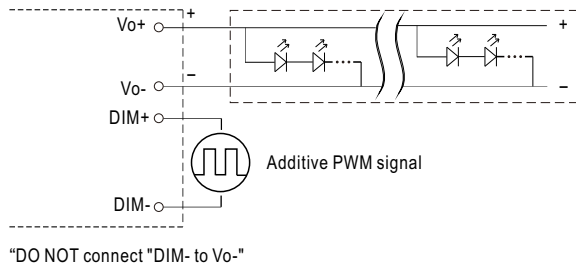 Vo+
+
+
Vo-
−
−
DIM+
Additive PWM signal
DIM-
“DO NOT connect "DIM- to Vo-"